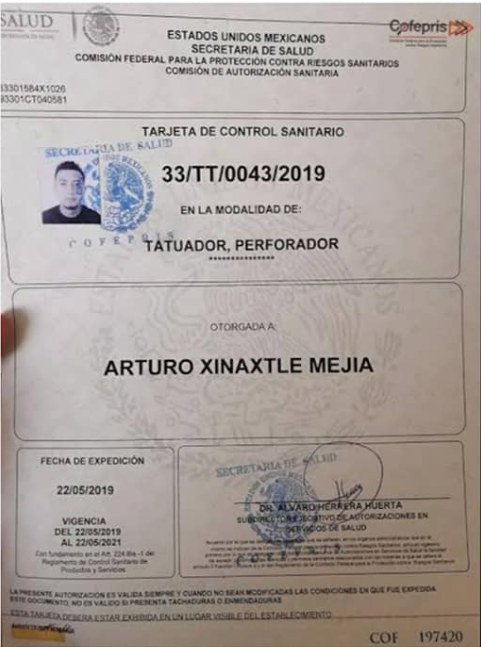 SALUD
SECRETARÍA DE SALUD
Cofepris
ESTADOS UNIDOS MEXICANOS
SECRETARIA DE SALUD
COMISIÓN FEDERAL PARA LA PROTECCIÓN CONTRA RIESGOS SANITARIOS
COMISIÓN DE AUTORIZACIÓN SANITARIA
33301584X1026
93301CT040581
TARJETA DE CONTROL SANITARIO
SECRETARIA DE SALUD
33/TT/0043/2019
EN LA MODALIDAD DE:
COFEPRIS
TATUADOR, PERFORADOR
***************
OTORGADA A:
ARTURO XINAXTLE MEJIA
FECHA DE EXPEDICIÓN
22/05/2019
VIGENCIA
DEL 22/05/2019
AL 22/05/2021
Con fundamento en el Art. 224 Bis -1 del
Reglamento de Control Sanitario de
Productos y Servicios
SECRETARIA DE SALUD
DR. ALVARO HERRERA HUERTA
SUBDIRECTOR EJECUTIVO DE AUTORIZACIONES EN
SERVICIOS DE SALUD
COFEPRIS
LA PRESENTE AUTORIZACIÓN ES VALIDA SIEMPRE Y CUANDO NO SEAN MODIFICADAS LAS CONDICIONES EN QUE FUE EXPEDIDA
ESTE DOCUMENTO, NO ES VALIDO SI PRESENTA TACHADURAS O ENMENDADURAS
ESTA TARJETA DEBERA ESTAR EXHIBIDA EN UN LUGAR VISIBLE DEL ESTABLECIMIENTO
COF 197420